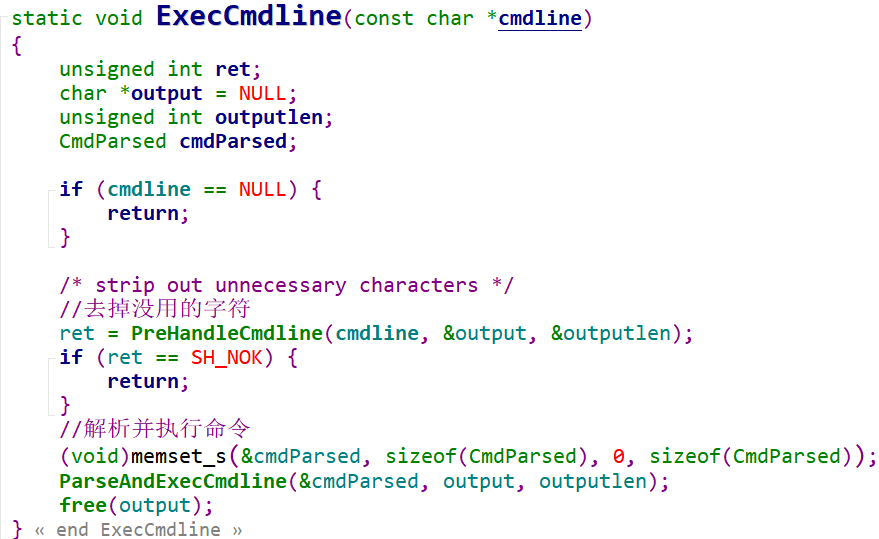 static void ExecCmdline(const char *cmdline)
{
    unsigned int ret;
    char *output = NULL;
    unsigned int outputlen;
    CmdParsed cmdParsed;

    if (cmdline == NULL) {
        return;
    }

    /* strip out unnecessary characters */
    //去掉没用的字符
    ret = PreHandleCmdline(cmdline, &output, &outputlen);
    if (ret == SH_NOK) {
        return;
    }
    //解析并执行命令
    (void)memset_s(&cmdParsed, sizeof(CmdParsed), 0, sizeof(CmdParsed));
    ParseAndExecCmdline(&cmdParsed, output, outputlen);
    free(output);
} « end ExecCmdline »